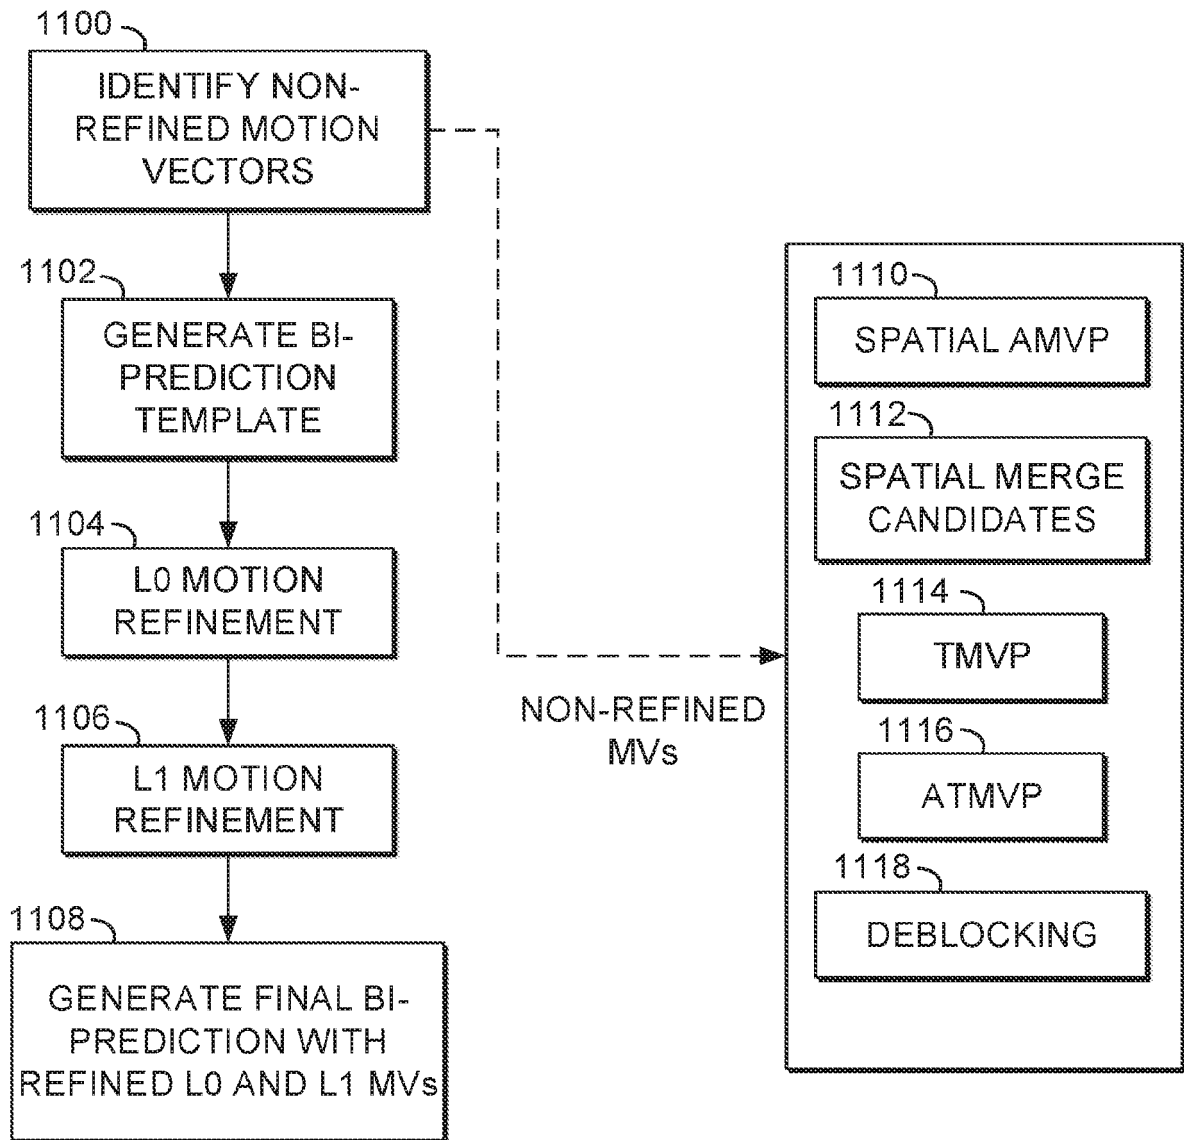 1100
IDENTIFY NON-
REFINED MOTION
VECTORS
1102
GENERATE BI-
PREDICTION
TEMPLATE
1104
L0 MOTION
REFINEMENT
1106
L1 MOTION
REFINEMENT
1108
GENERATE FINAL BI-
PREDICTION WITH
REFINED L0 AND L1 MVs
NON-REFINED
MVs
1110
SPATIAL AMVP
1112
SPATIAL MERGE
CANDIDATES
1114
TMVP
1116
ATMVP
1118
DEBLOCKING